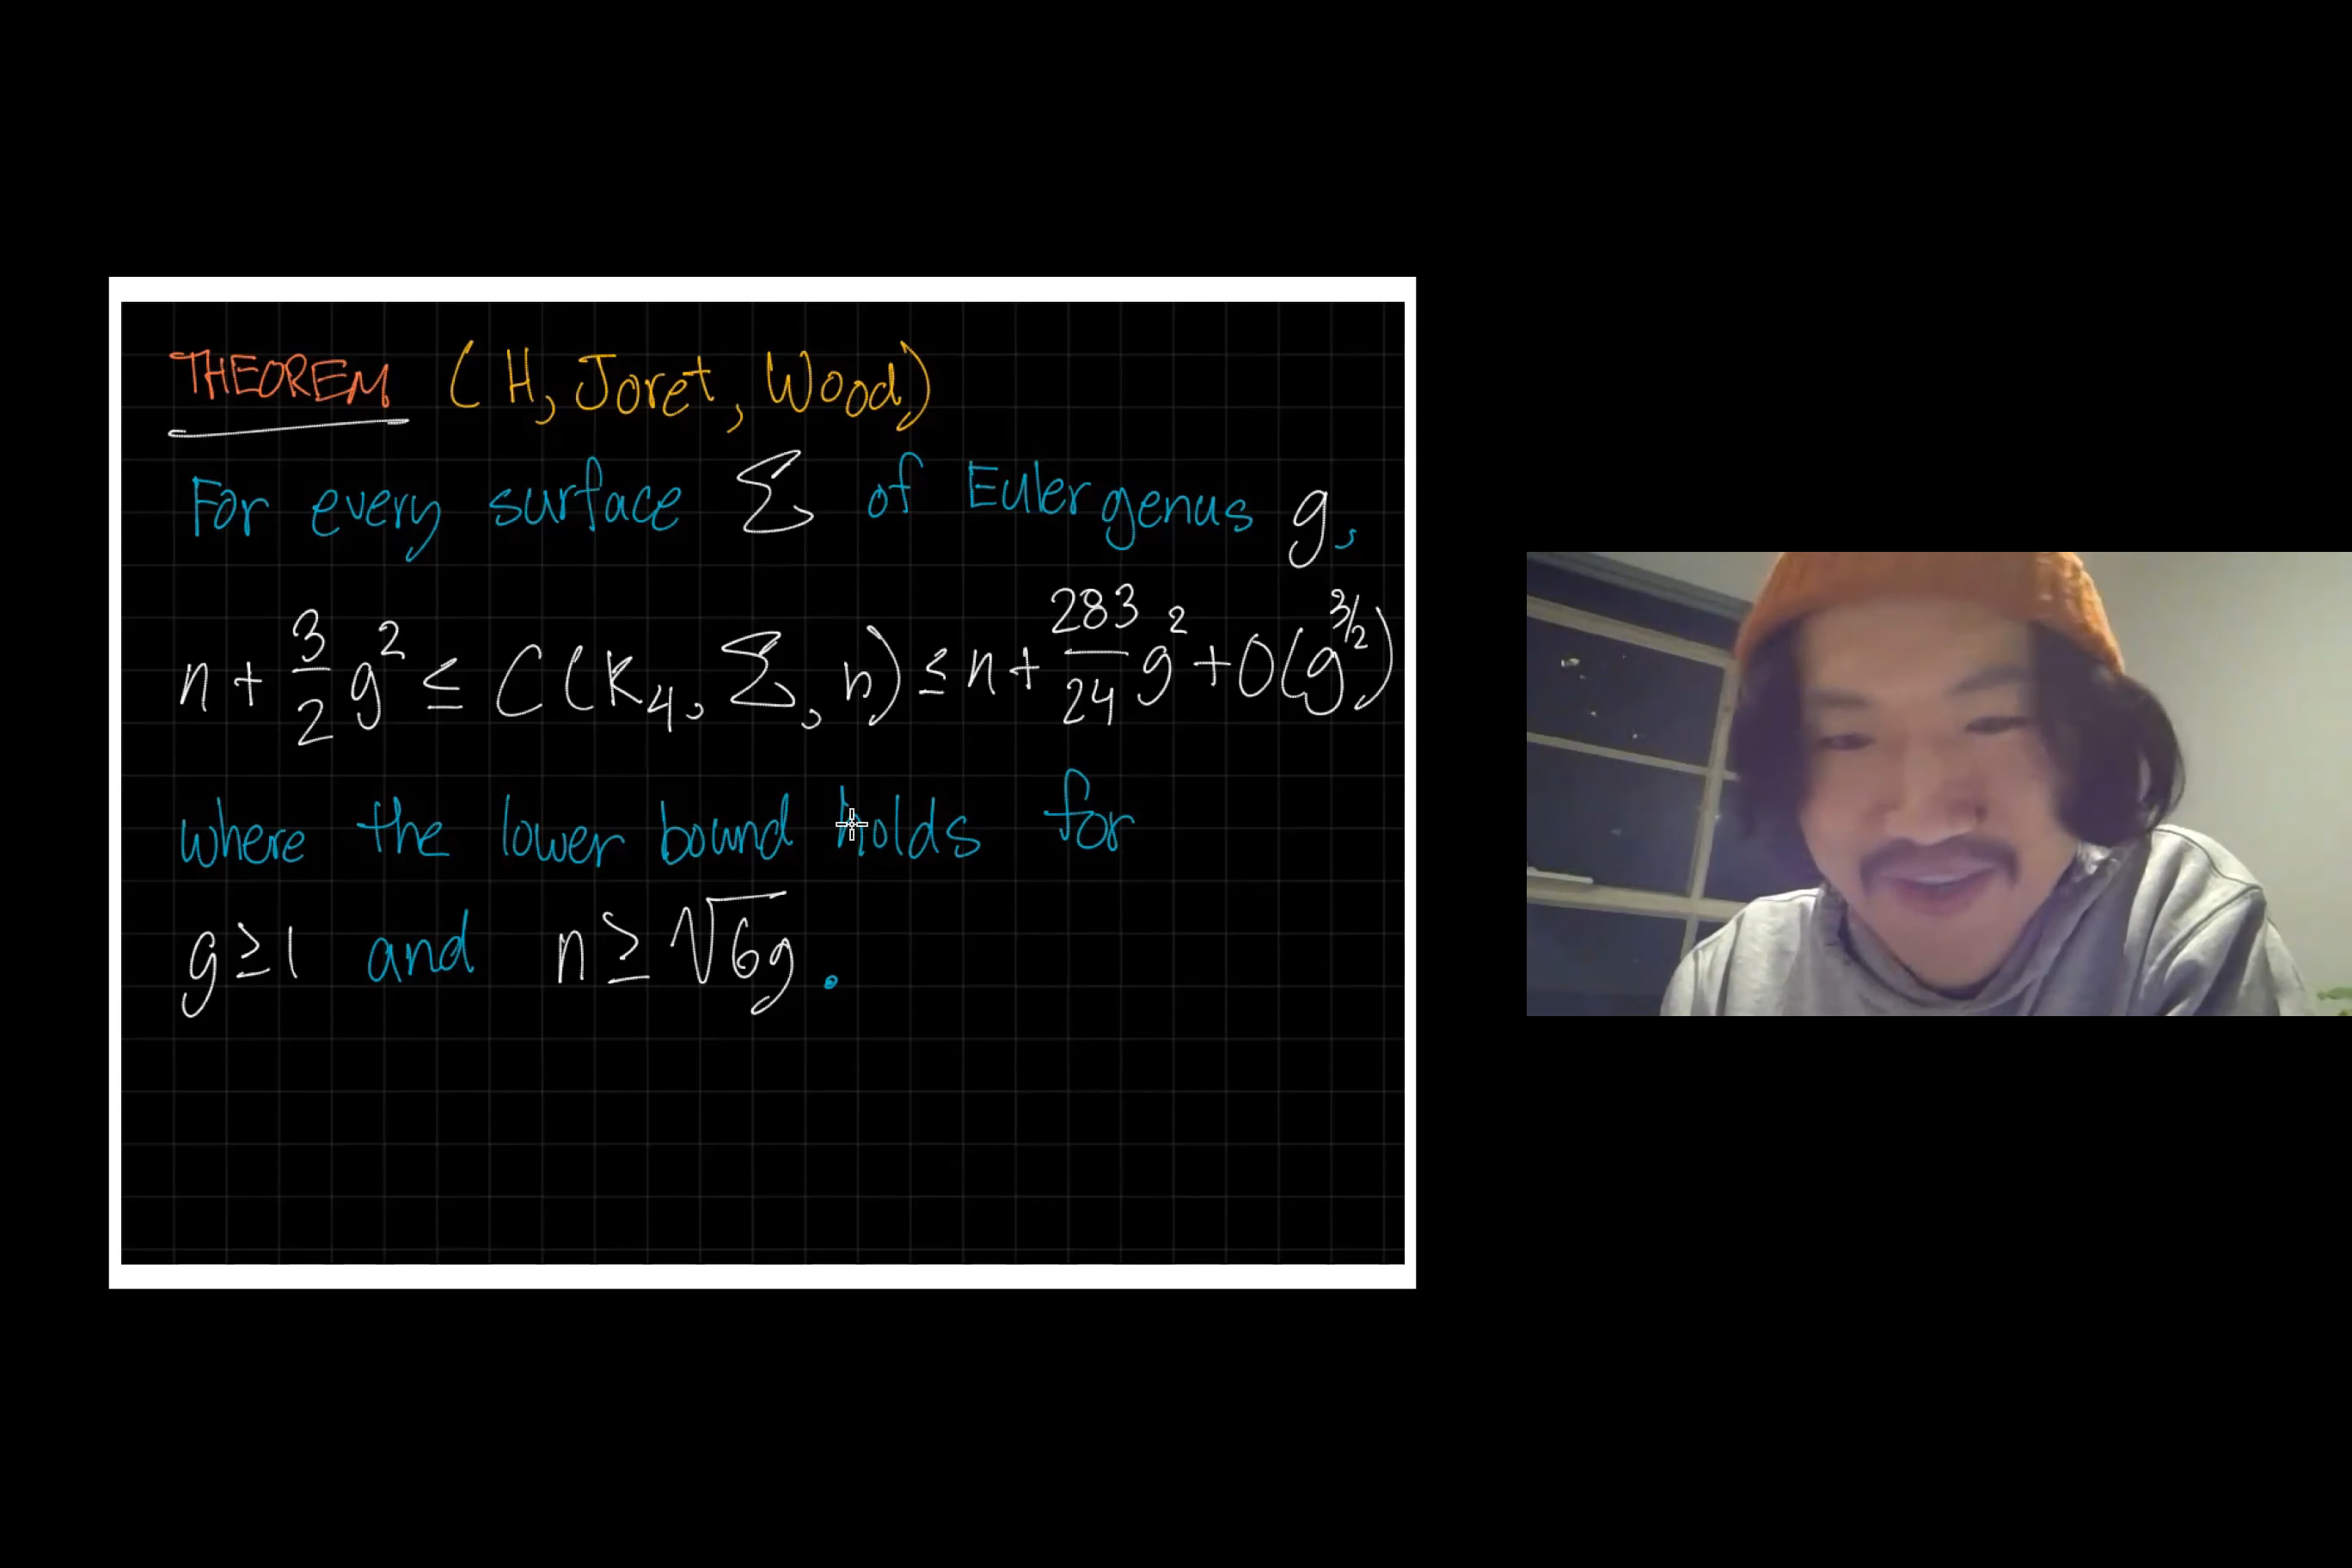 THEOREM (H, Joret, Wood)
For every surface Σ of Euler genus g,
n + 3/2 g² ≤ C(K₄, Σ, n) ≤ n + 283/24 g² + O(g^{3/2})
where the lower bound holds for
g ≥ 1 and n ≥ √6g.